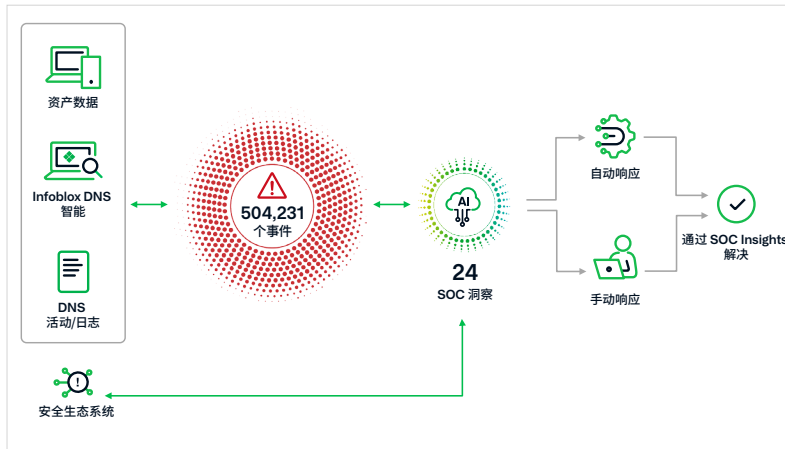 资产数据
Infoblox DNS
智能
DNS
活动/日志
安全生态系统
504,231
个事件
AI
24
SOC 洞察
自动响应
手动响应
通过 SOC Insights
解决